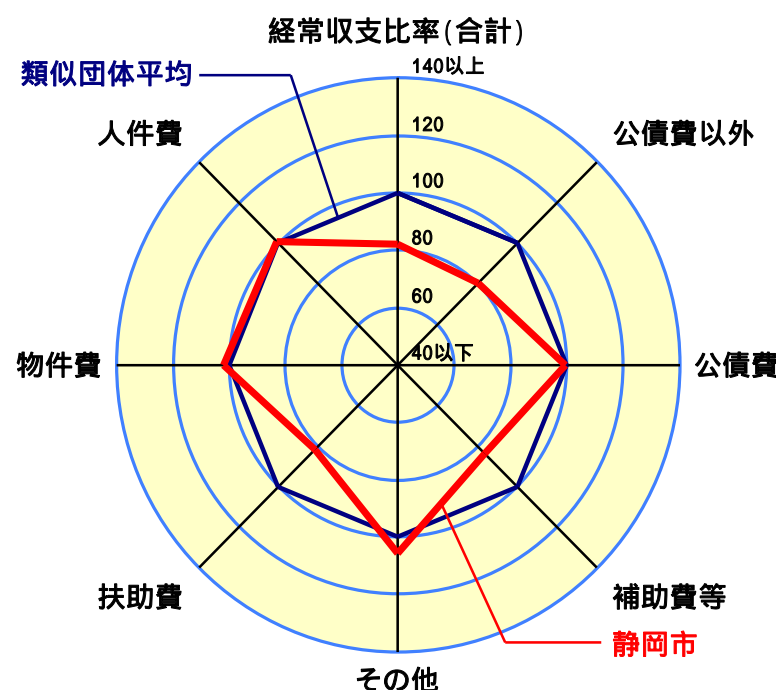 経常収支比率(合計)
140以上
類似団体平均
人件費
120
公債費以外
100
80
60
40以下
物件費
公債費
扶助費
補助費等
静岡市
その他